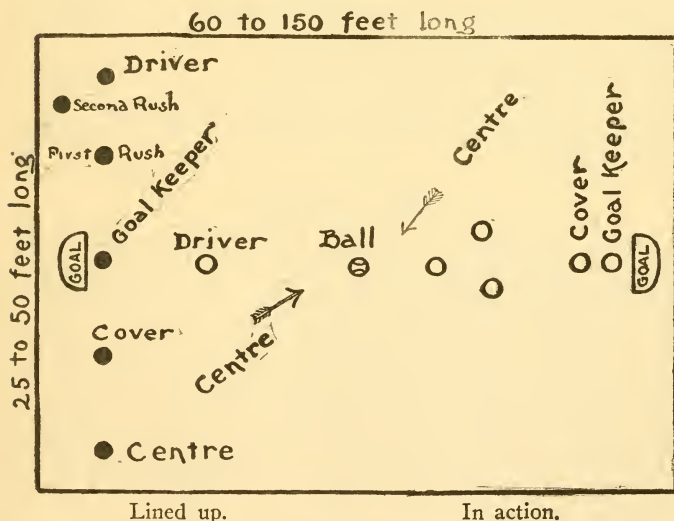 60 to 150 feet long
Driver
Second Rush
First Rush
Goal Keeper
25 to 50 feet long
GOAL
Driver
Ball
Centre
Cover
Goal Keeper
GOAL
Cover
Centre
Centre
Lined up.
In action.